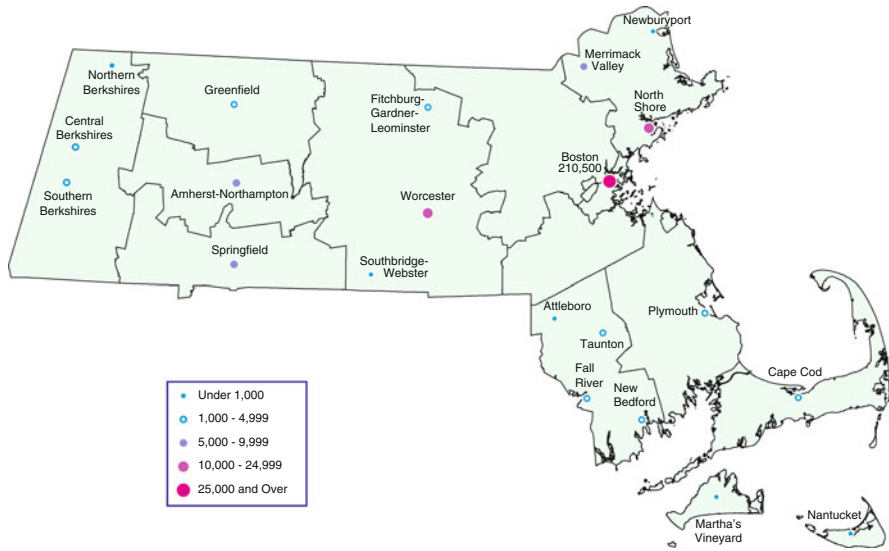 Newburyport
Merrimack
Valley
Northern
Berkshires
Greenfield
Fitchburg-
Gardner-
Leominster
North
Shore
Central
Berkshires
Boston
210,500
Southern
Berkshires
Amherst-Northampton
Worcester
Springfield
Southbridge-
Webster
Attleboro
Plymouth
Taunton
Fall
River
New
Bedford
Cape Cod
Under 1,000
1,000 - 4,999
5,000 - 9,999
10,000 - 24,999
25,000 and Over
Martha's
Vineyard
Nantucket